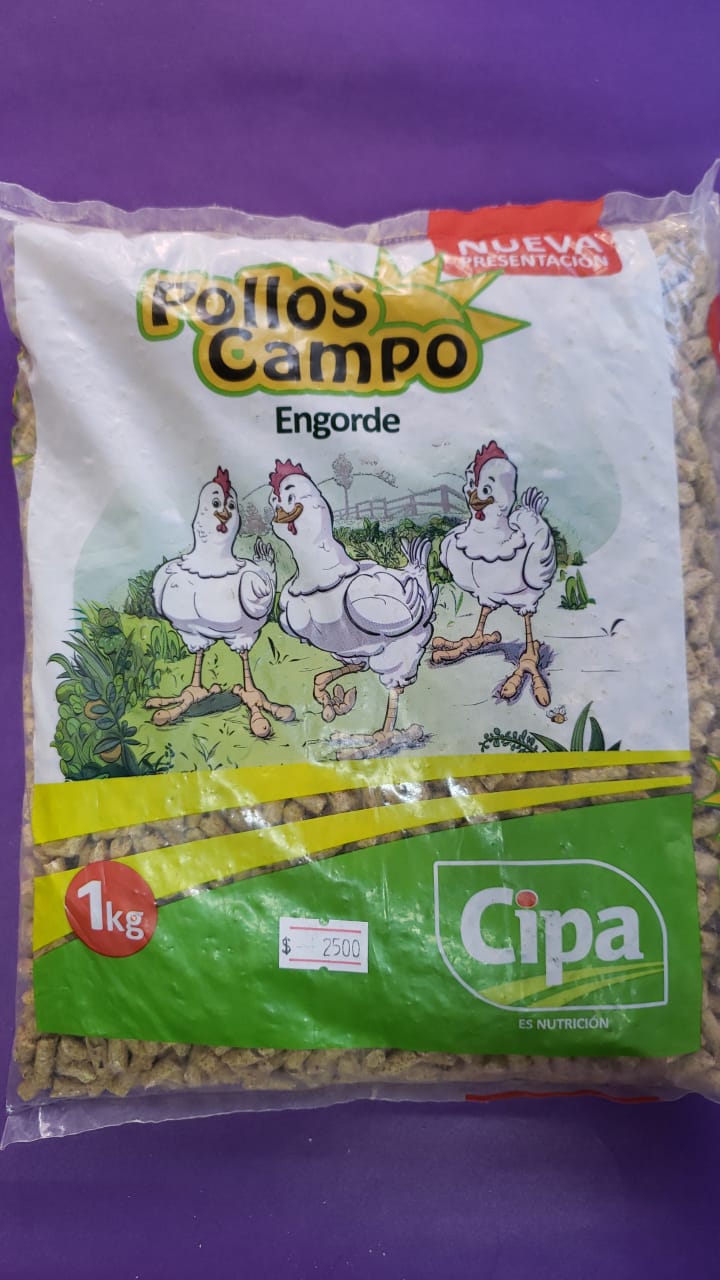 NUEVA
PRESENTACIÓN
Pollos
Campo
Engorde
1kg
$ 2500
Cipa
ES NUTRICIÓN